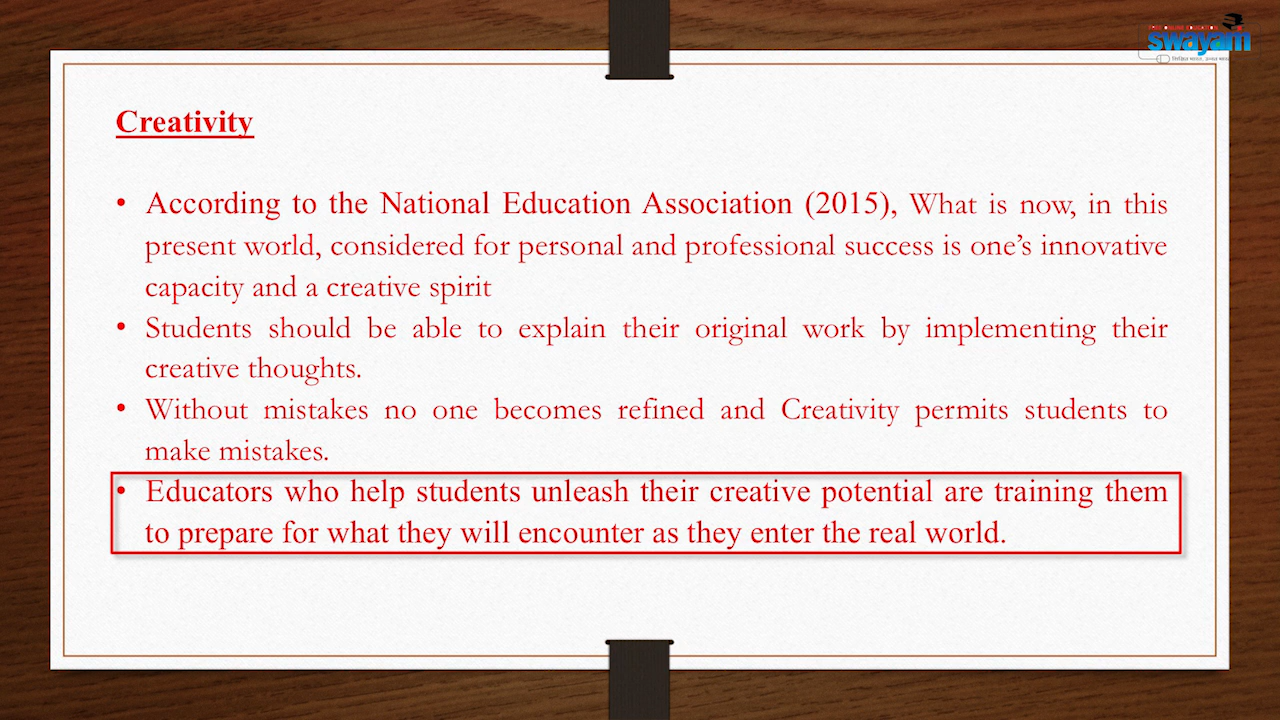 swayam
Creativity
• According to the National Education Association (2015), What is now, in this
present world, considered for personal and professional success is one’s innovative
capacity and a creative spirit
• Students should be able to explain their original work by implementing their
creative thoughts.
• Without mistakes no one becomes refined and Creativity permits students to
make mistakes.
• Educators who help students unleash their creative potential are training them
to prepare for what they will encounter as they enter the real world.